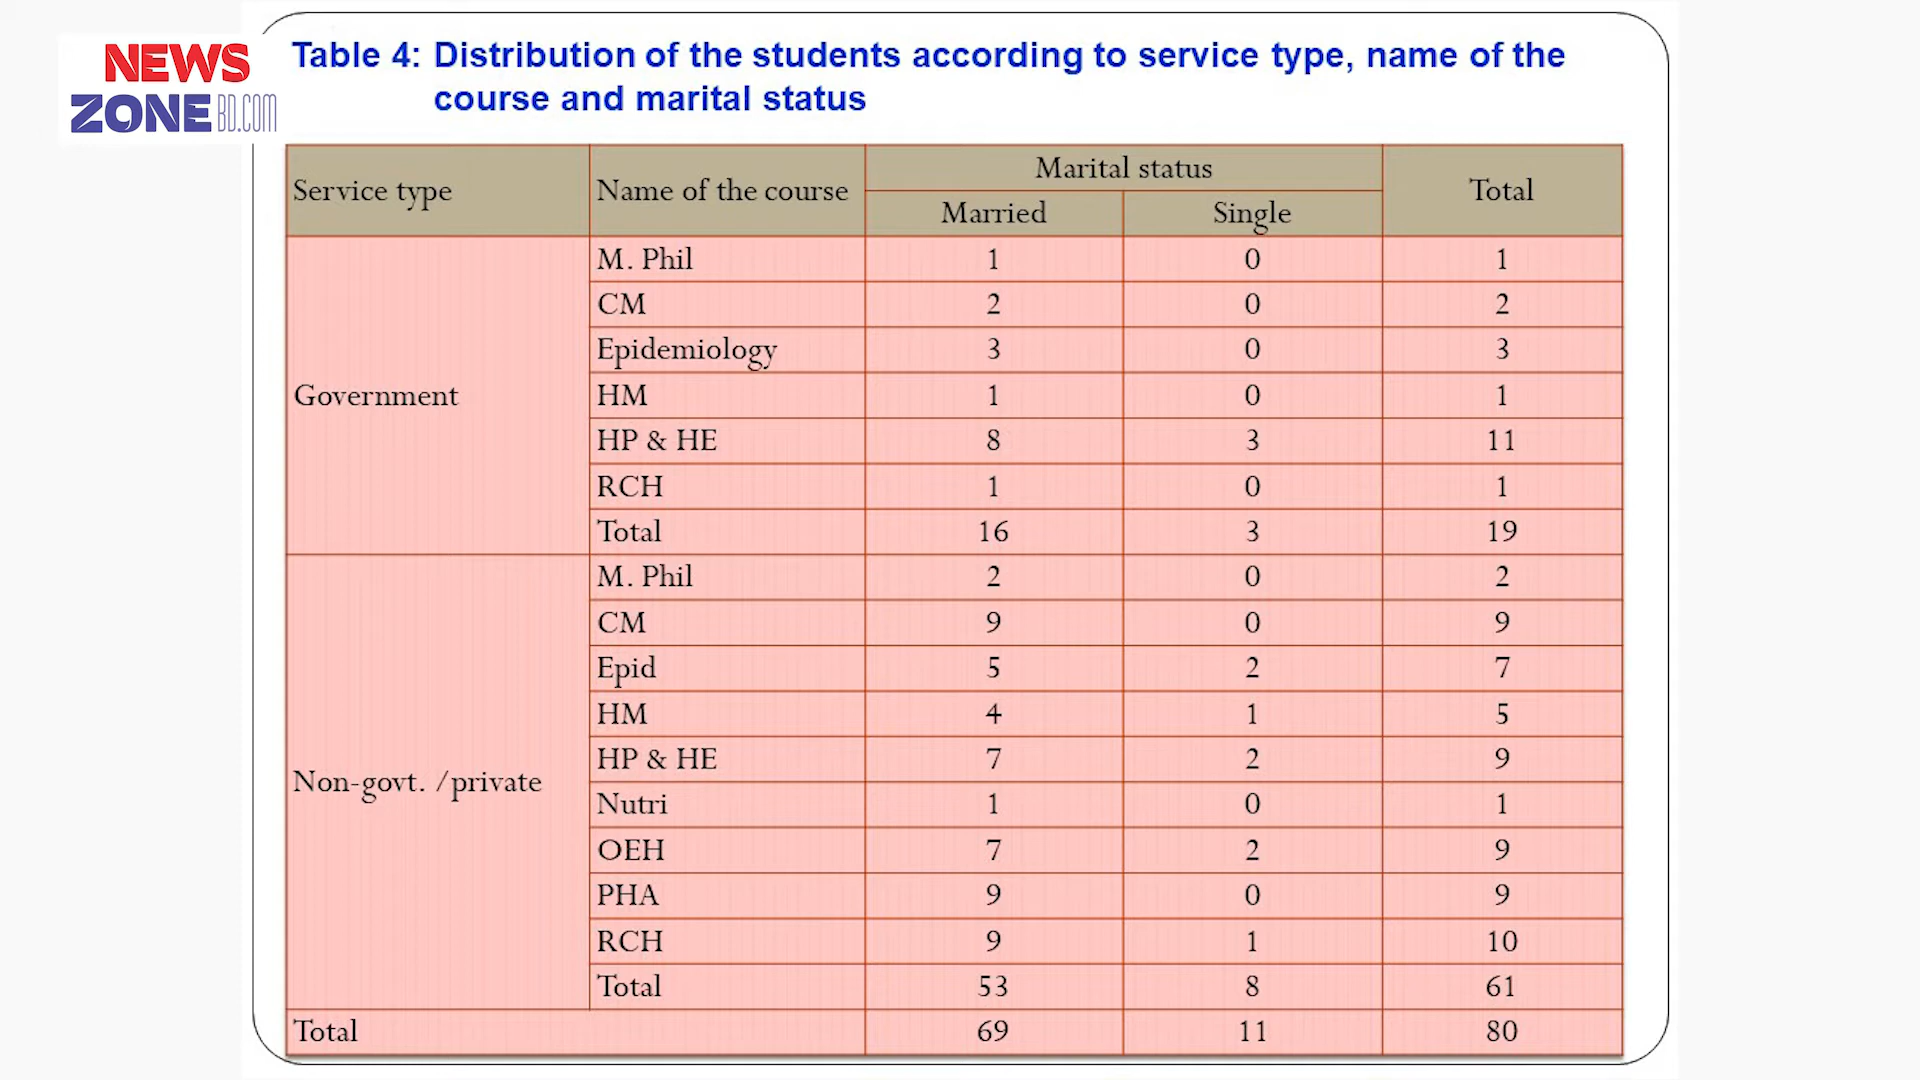 NEWS
ZONE BD.COM
Table 4: Distribution of the students according to service type, name of the
course and marital status
Service type Name of the course Marital status Total
Married Single
Government
M. Phil 1 0 1
CM 2 0 2
Epidemiology 3 0 3
HM 1 0 1
HP & HE 8 3 11
RCH 1 0 1
Total 16 3 19
Non-govt. /private
M. Phil 2 0 2
CM 9 0 9
Epid 5 2 7
HM 4 1 5
HP & HE 7 2 9
Nutri 1 0 1
OEH 7 2 9
PHA 9 0 9
RCH 9 1 10
Total 53 8 61
Total 69 11 80